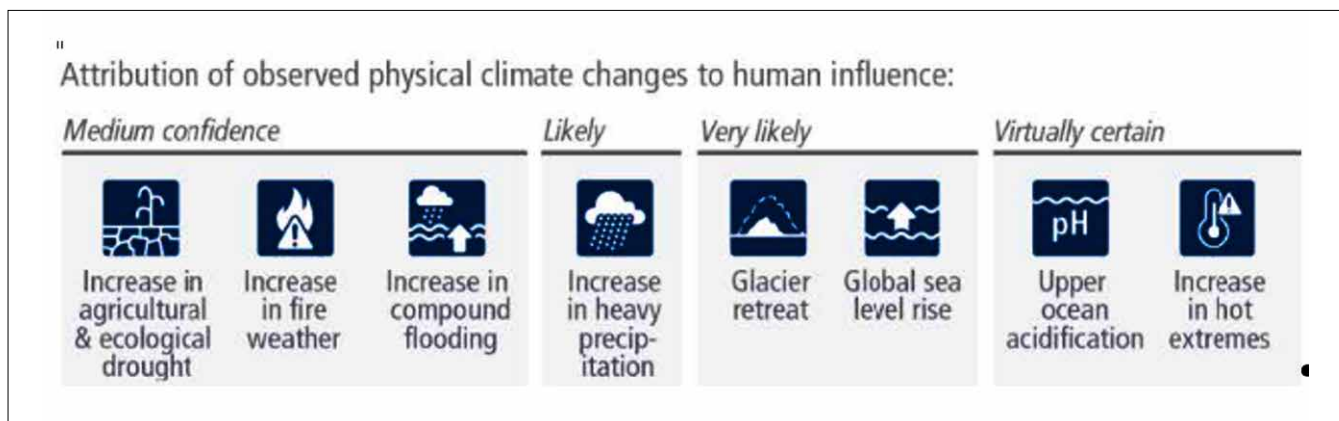 "
Attribution of observed physical climate changes to human influence:
Medium confidence
Likely
Very likely
Virtually certain
pH
Increase in
agricultural
& ecological
drought
Increase
in fire
weather
Increase in
compound
flooding
Increase
in heavy
precip-
itation
Glacier
retreat
Global sea
level rise
Upper
ocean
acidification
Increase
in hot
extremes